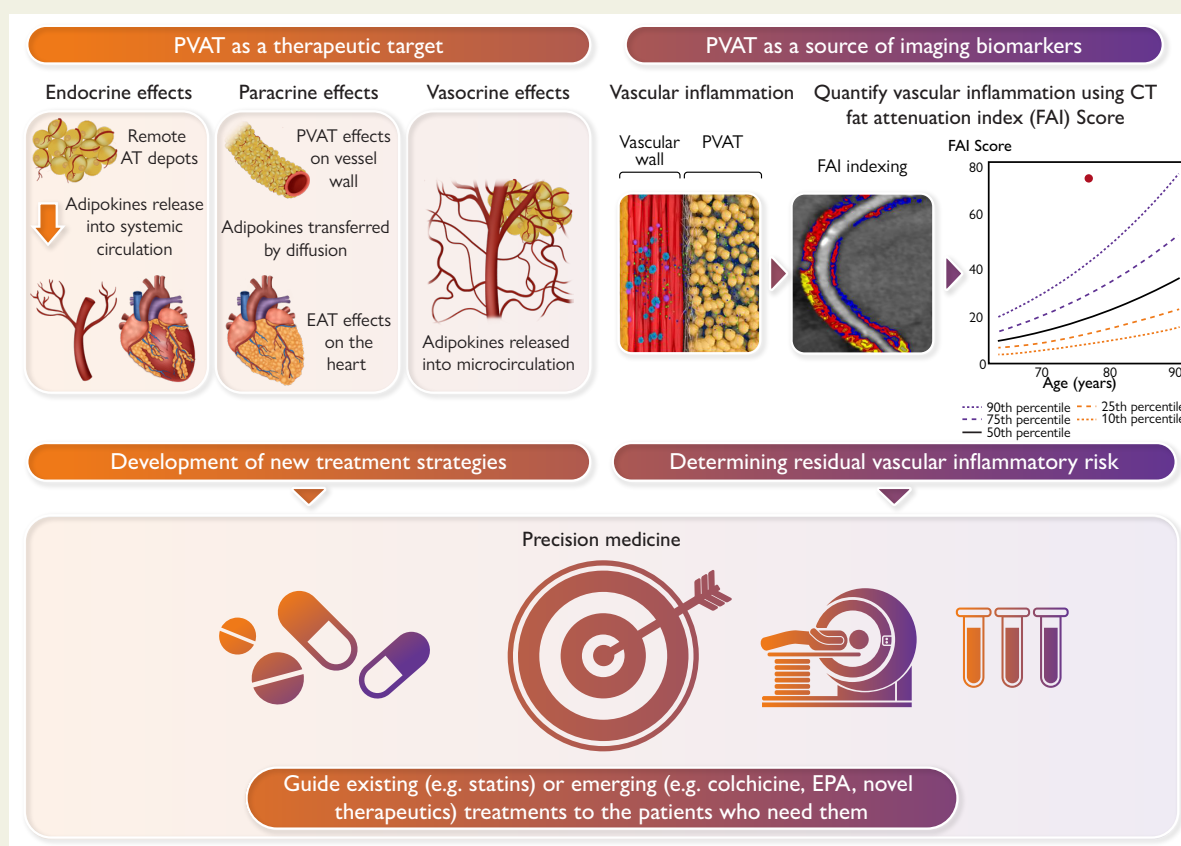 PVAT as a therapeutic target
PVAT as a source of imaging biomarkers
Endocrine effects
Remote
AT depots
Adipokines release
into systemic
circulation
Paracrine effects
PVAT effects
on vessel
wall
Adipokines transferred
by diffusion
EAT effects
on the
heart
Vasocrine effects
Adipokines released
into microcirculation
Vascular inflammation
Vascular
wall
PVAT
Quantify vascular inflammation using CT
fat attenuation index (FAI) Score
FAI indexing
FAI Score
80
60
40
20
0
70
80
90
Age (years)
90th percentile
75th percentile
50th percentile
25th percentile
10th percentile
Development of new treatment strategies
Determining residual vascular inflammatory risk
Precision medicine
Guide existing (e.g. statins) or emerging (e.g. colchicine, EPA, novel
therapeutics) treatments to the patients who need them